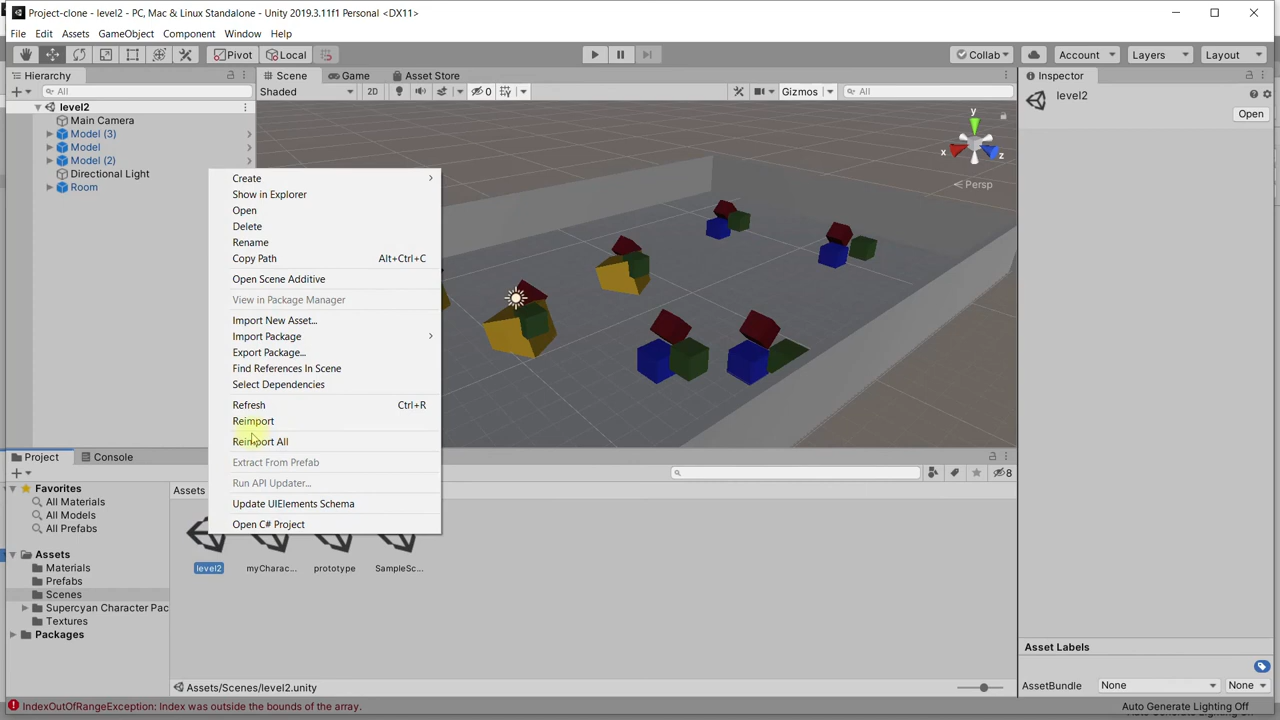 Project-clone - level2 - PC, Mac & Linux Standalone - Unity 2019.3.11f1 Personal <DX11>
File Edit Assets GameObject Component Window Help
Pivot Local Collab Account Layers Layout
Hierarchy
All
level2
Main Camera
Model (3)
Model
Model (2)
Directional Light
Room
Scene Game Asset Store
Shaded 2D 0 Gizmos All
y
x
z
Persp
Inspector
level2
Open
Create
Show in Explorer
Open
Delete
Rename
Copy Path Alt+Ctrl+C
Open Scene Additive
View in Package Manager
Import New Asset...
Import Package
Export Package...
Find References In Scene
Select Dependencies
Refresh Ctrl+R
Reimport
Reimport All
Extract From Prefab
Run API Updater...
Update UIElements Schema
Open C# Project
Project Console
8
Favorites
All Materials
All Models
All Prefabs
Assets
Materials
Prefabs
Scenes
Supercyan Character Pac
Textures
Packages
Assets
level2 myCharac... prototype SampleSc...
Assets/Scenes/level2.unity
Asset Labels
AssetBundle None None
IndexOutOfRangeException: Index was outside the bounds of the array.
Auto Generate Lighting Off